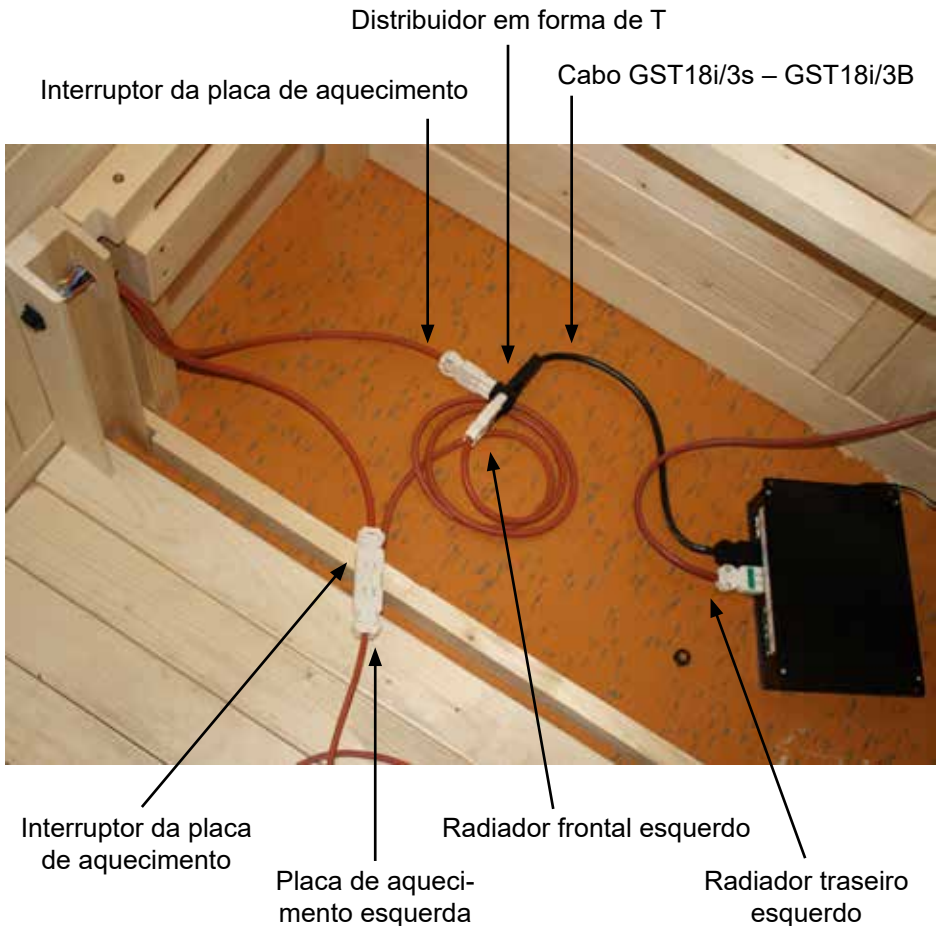 Distribuidor em forma de T
Cabo GST18i/3s – GST18i/3B
Interruptor da placa de aquecimento
Interruptor da placa
de aquecimento
Radiador frontal esquerdo
Placa de aqueci-
mento esquerda
Radiador traseiro
esquerdo